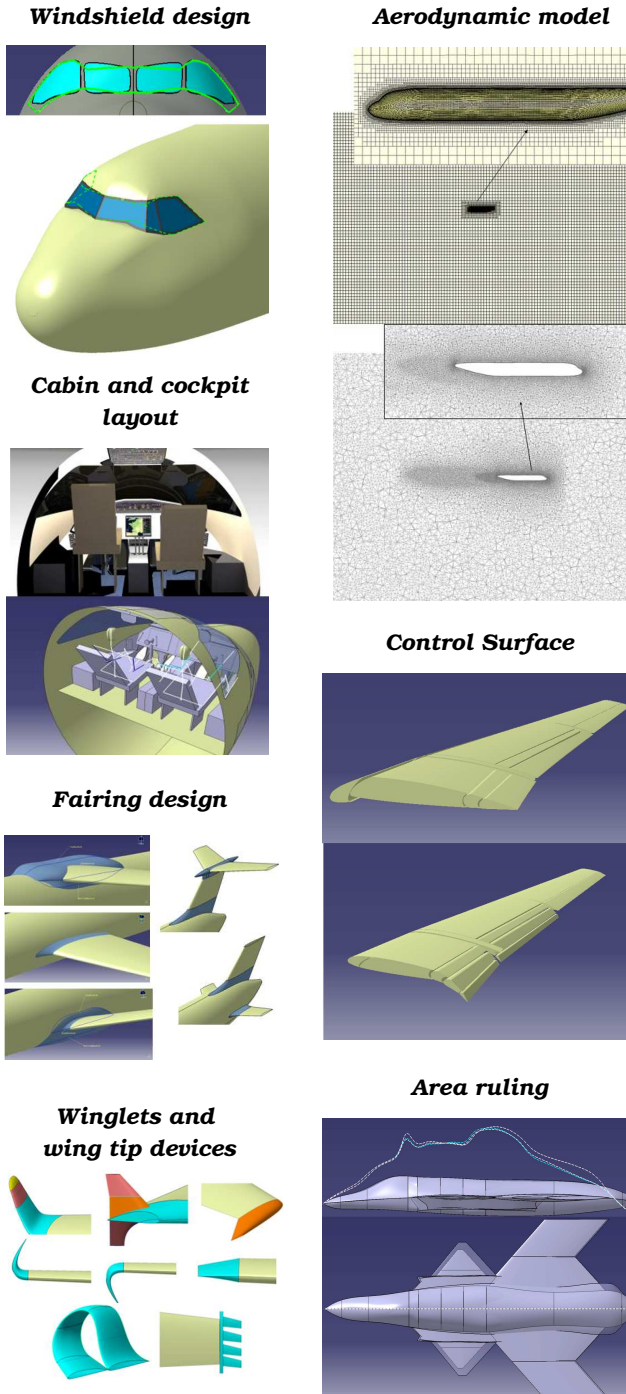 Windshield design
Cabin and cockpit
layout
Fairing design
Winglets and
wing tip devices
Aerodynamic model
Control Surface
Area ruling